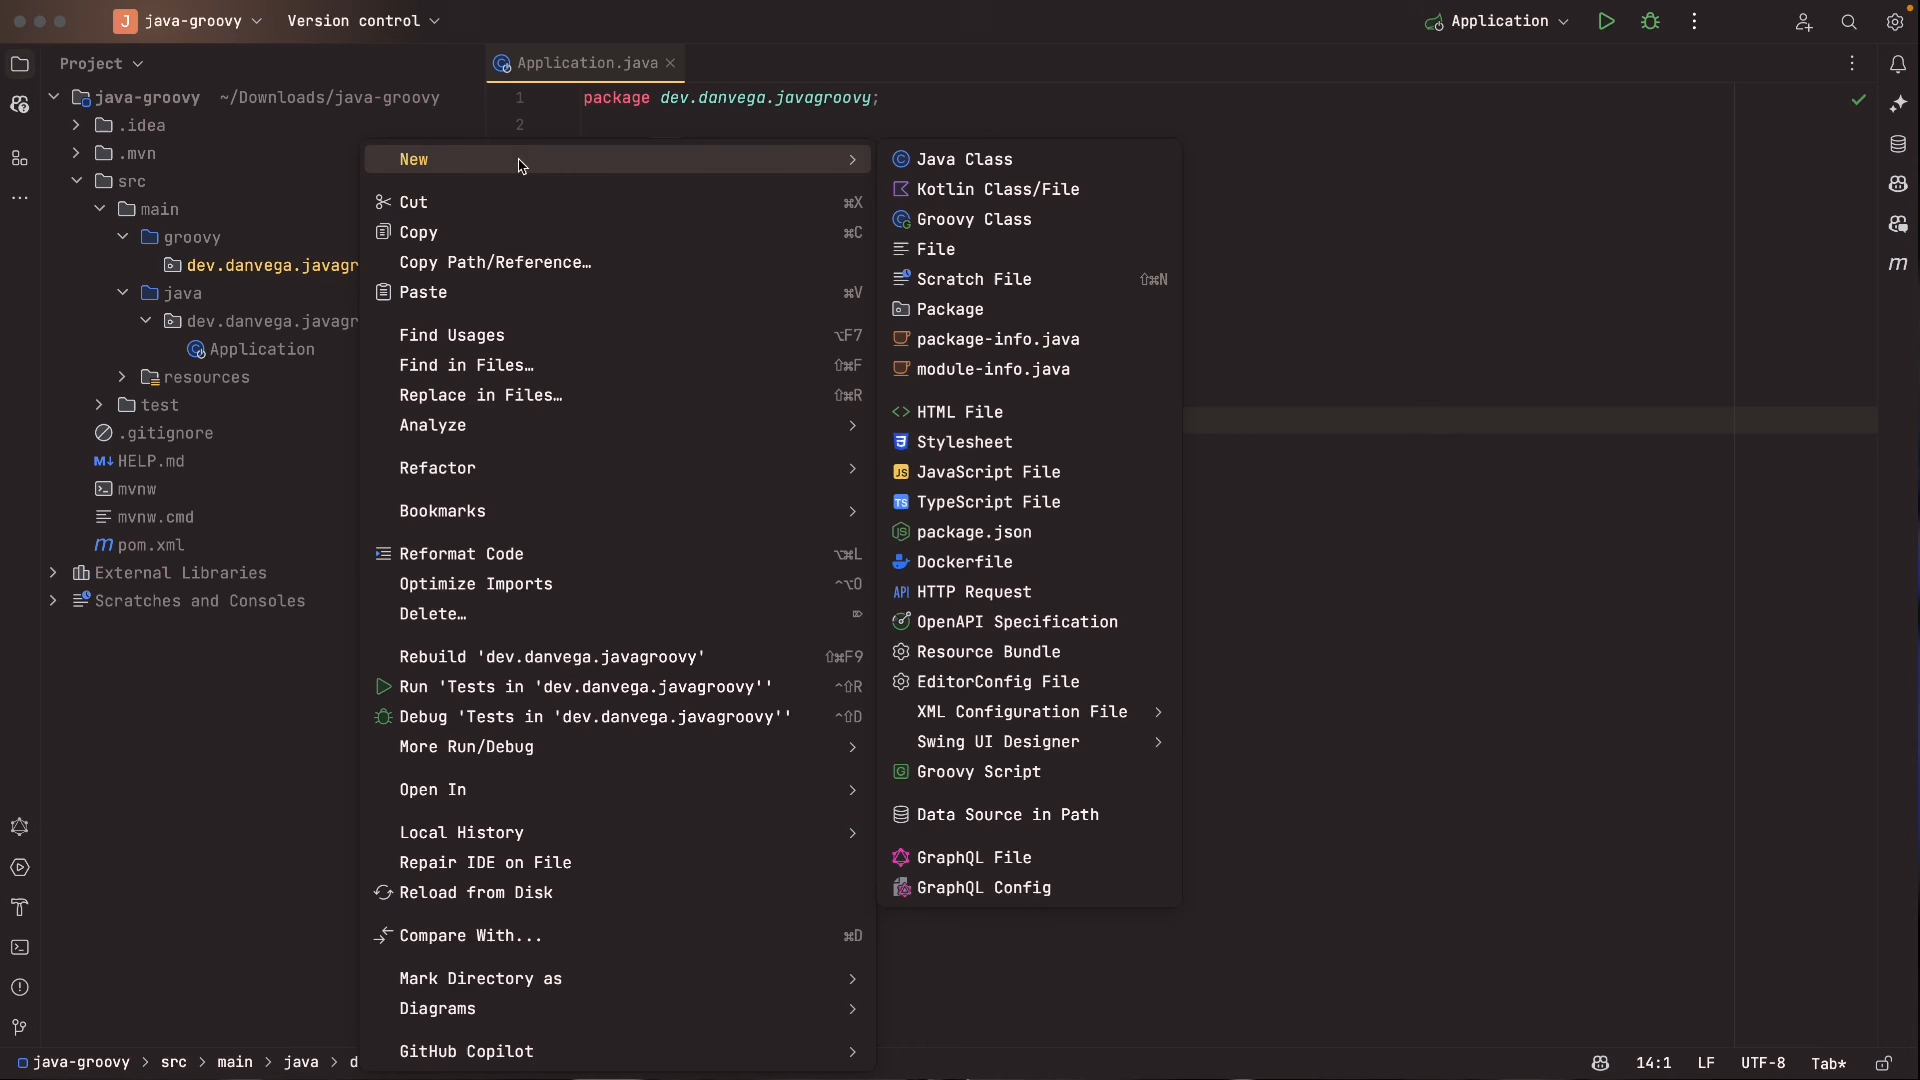 J java-groovy Version control Application
Project
Application.java
java-groovy ~/Downloads/java-groovy
.idea
.mvn
src
main
groovy
dev.danvega.javagr
java
dev.danvega.javagr
Application
resources
test
.gitignore
M↓ HELP.md
mvnw
mvnw.cmd
m pom.xml
External Libraries
Scratches and Consoles
1 package dev.danvega.javagroovy;
2
New
Cut ⌘X
Copy ⌘C
Copy Path/Reference…
Paste ⌘V
Find Usages ⌥F7
Find in Files… ⇧⌘F
Replace in Files… ⇧⌘R
Analyze
Refactor
Bookmarks
Reformat Code ⌥⌘L
Optimize Imports ⌃⌥O
Delete… ⌦
Rebuild 'dev.danvega.javagroovy' ⇧⌘F9
Run 'Tests in 'dev.danvega.javagroovy'' ⌃⇧R
Debug 'Tests in 'dev.danvega.javagroovy'' ⌃⇧D
More Run/Debug
Open In
Local History
Repair IDE on File
Reload from Disk
Compare With... ⌘D
Mark Directory as
Diagrams
GitHub Copilot
Java Class
Kotlin Class/File
Groovy Class
File
Scratch File ⇧⌘N
Package
package-info.java
module-info.java
HTML File
Stylesheet
JS JavaScript File
TS TypeScript File
package.json
Dockerfile
API HTTP Request
OpenAPI Specification
Resource Bundle
EditorConfig File
XML Configuration File
Swing UI Designer
G Groovy Script
Data Source in Path
GraphQL File
GraphQL Config
m
java-groovy > src > main > java > d
14:1 LF UTF-8 Tab*